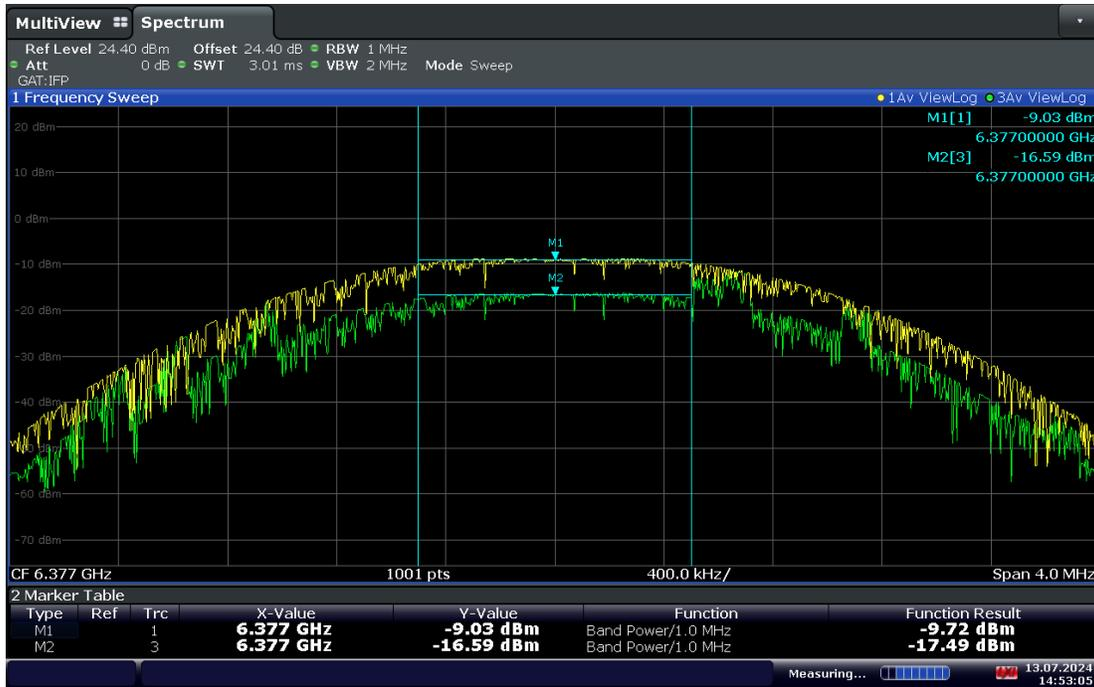 MultiView Spectrum
Ref Level 24.40 dBm Offset 24.40 dB RBW 1 MHz
Att 0 dB SWT 3.01 ms VBW 2 MHz Mode Sweep
GAT:IFP
1 Frequency Sweep 1Av ViewLog 3Av ViewLog
M1[1] -9.03 dBm
6.37700000 GHz
M2[3] -16.59 dBm
6.37700000 GHz
20 dBm
10 dBm
0 dBm
M1
-10 dBm
M2
-20 dBm
-30 dBm
-40 dBm
-60 dBm
-70 dBm
CF 6.377 GHz 1001 pts 400.0 kHz/ Span 4.0 MHz
2 Marker Table
Type Ref Trc X-Value Y-Value Function Function Result
M1 1 6.377 GHz -9.03 dBm Band Power/1.0 MHz -9.72 dBm
M2 3 6.377 GHz -16.59 dBm Band Power/1.0 MHz -17.49 dBm
Measuring... 13.07.2024
14:53:05